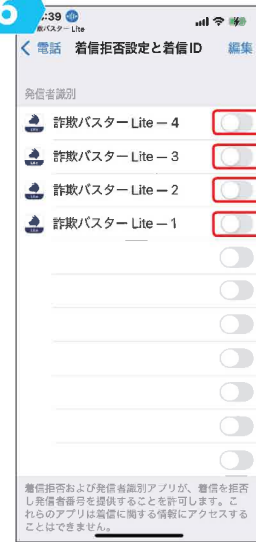 6
:39
詐欺バスター Lite
電話 着信拒否設定と着信ID 編集
発信者識別
詐欺バスター Lite ー 4
詐欺バスター Lite ー 3
詐欺バスター Lite ー 2
詐欺バスター Lite ー 1
着信拒否および発信者識別アプリが、着信を拒否
し発信者番号を提供することを許可します。こ
れらのアプリは着信に関する情報にアクセスする
ことはできません。